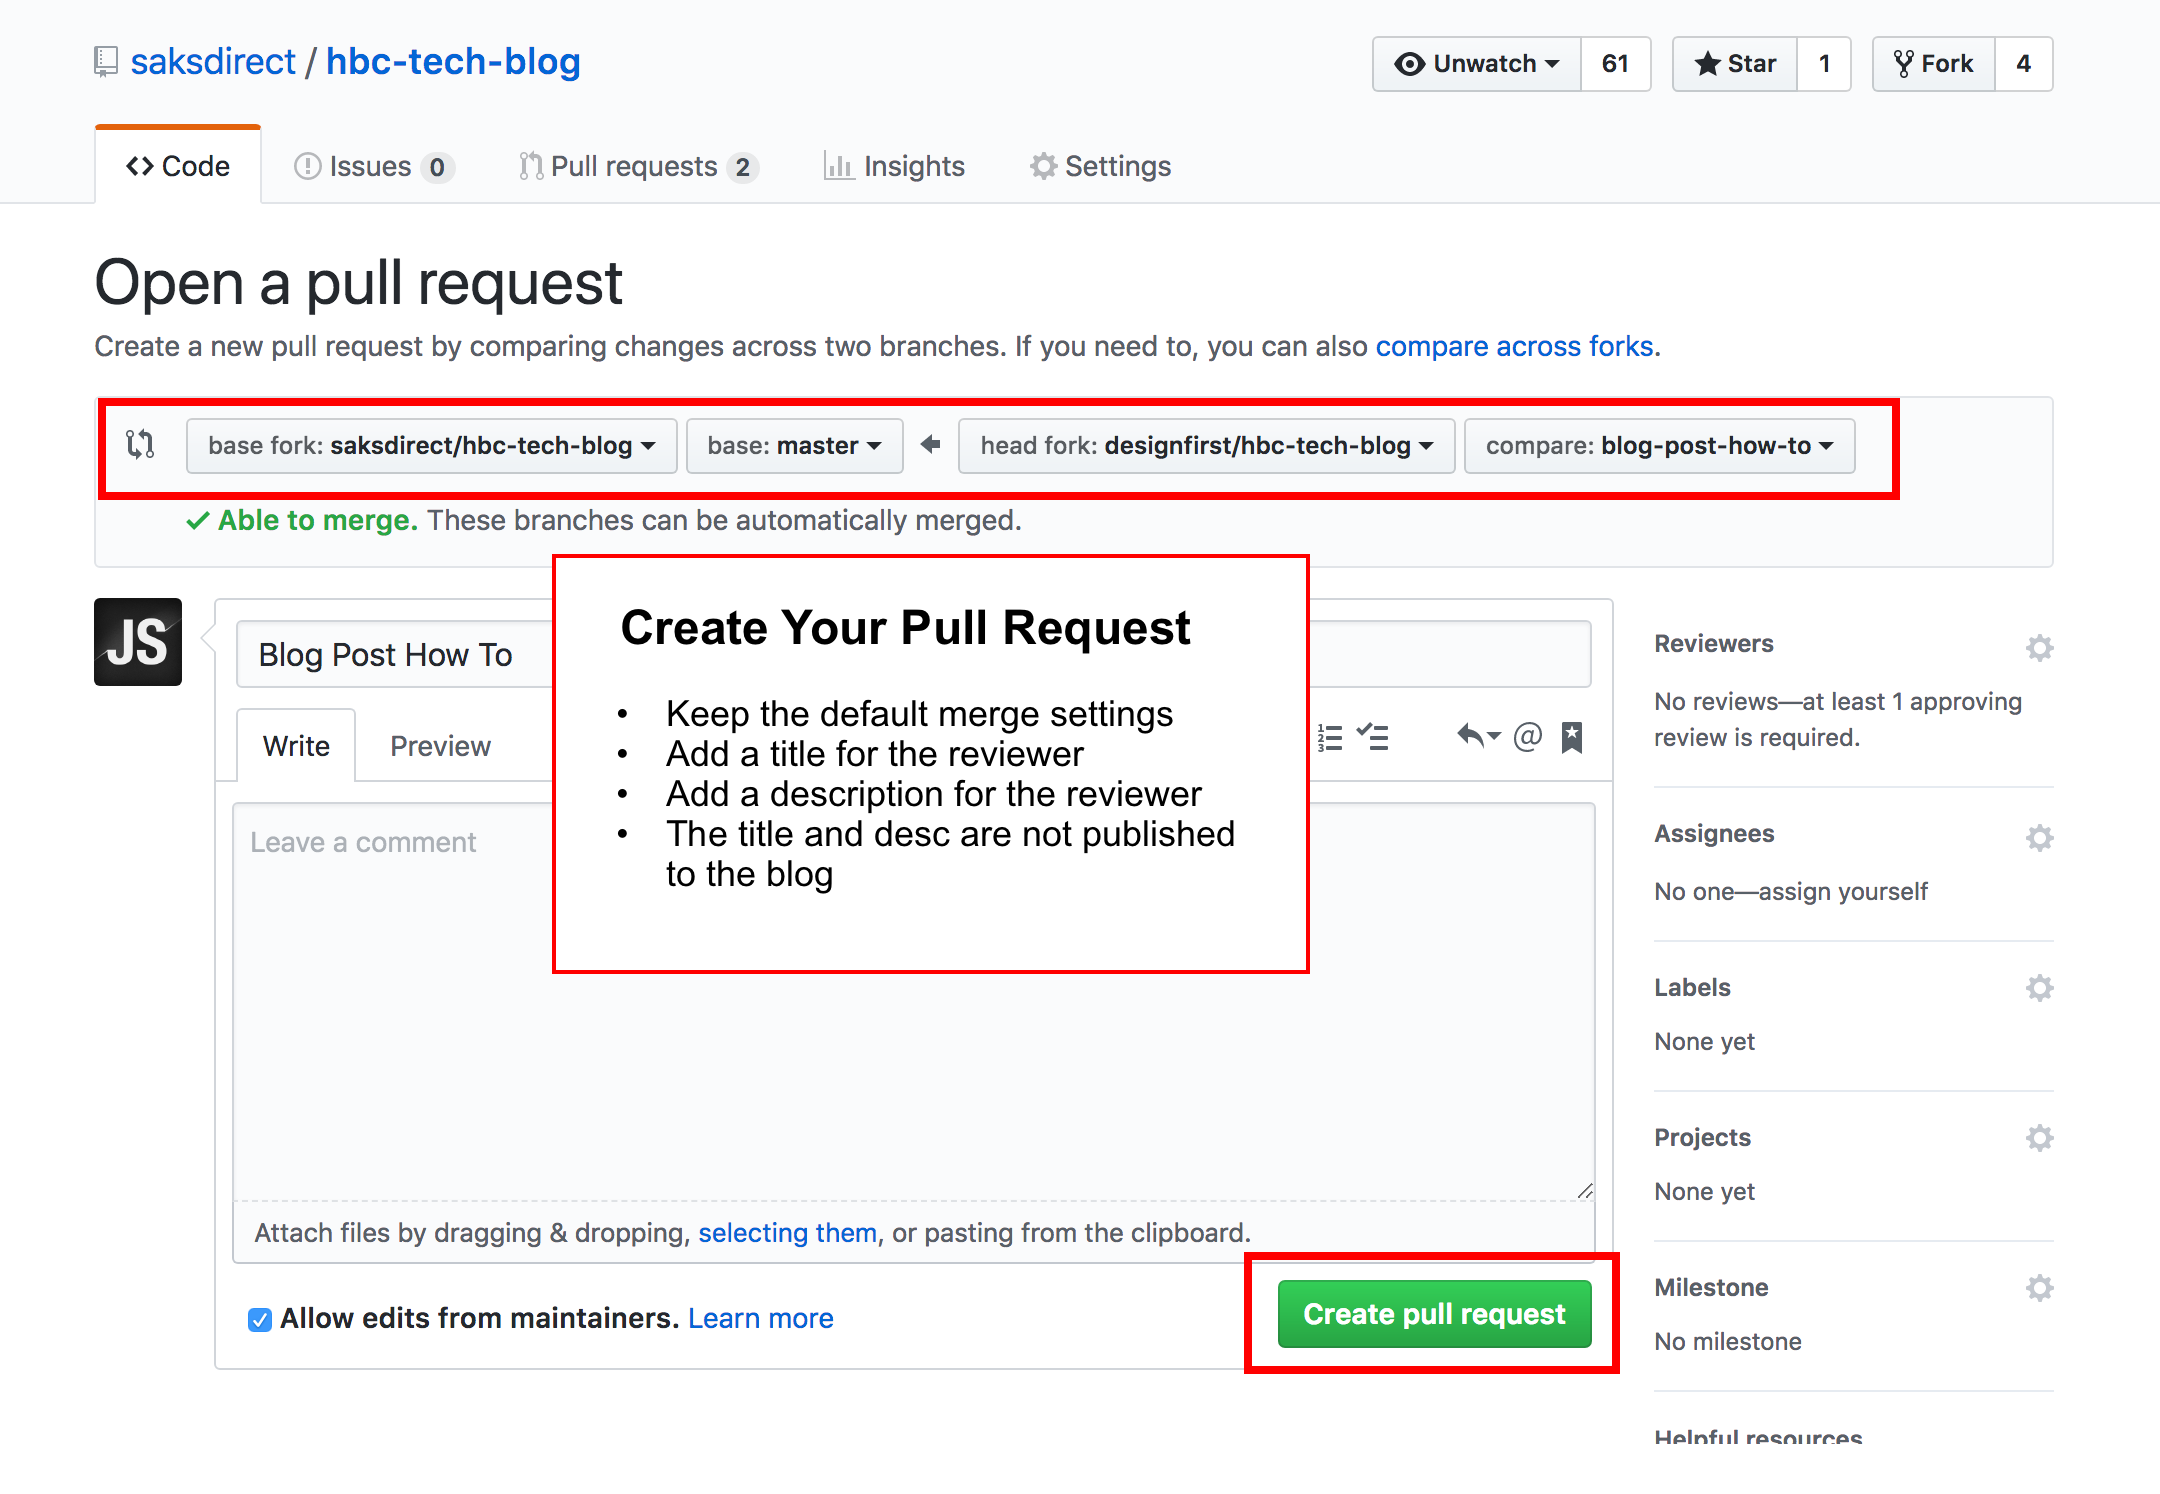 saksdirect / hbc-tech-blog
Unwatch 61 Star 1 Fork 4
Code Issues 0 Pull requests 2 Insights Settings
Open a pull request
Create a new pull request by comparing changes across two branches. If you need to, you can also compare across forks.
base fork: saksdirect/hbc-tech-blog base: master head fork: designfirst/hbc-tech-blog compare: blog-post-how-to
Able to merge. These branches can be automatically merged.
JS
Blog Post How To
Write Preview
Leave a comment
Create Your Pull Request
• Keep the default merge settings
• Add a title for the reviewer
• Add a description for the reviewer
• The title and desc are not published
to the blog
Attach files by dragging & dropping, selecting them, or pasting from the clipboard.
Allow edits from maintainers. Learn more
Create pull request
Reviewers
No reviews—at least 1 approving
review is required.
Assignees
No one—assign yourself
Labels
None yet
Projects
None yet
Milestone
No milestone
Helpful resources